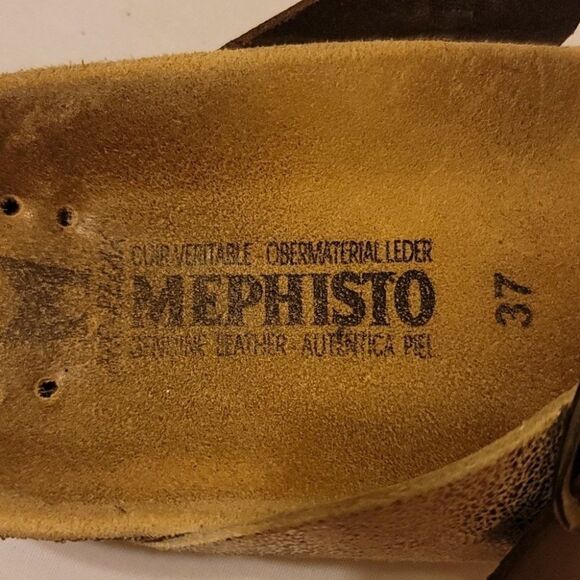 CUIR VERITABLE - OBERMATERIAL LEDER
MEPHISTO
GENUINE LEATHER - AUTENTICA PIEL
37